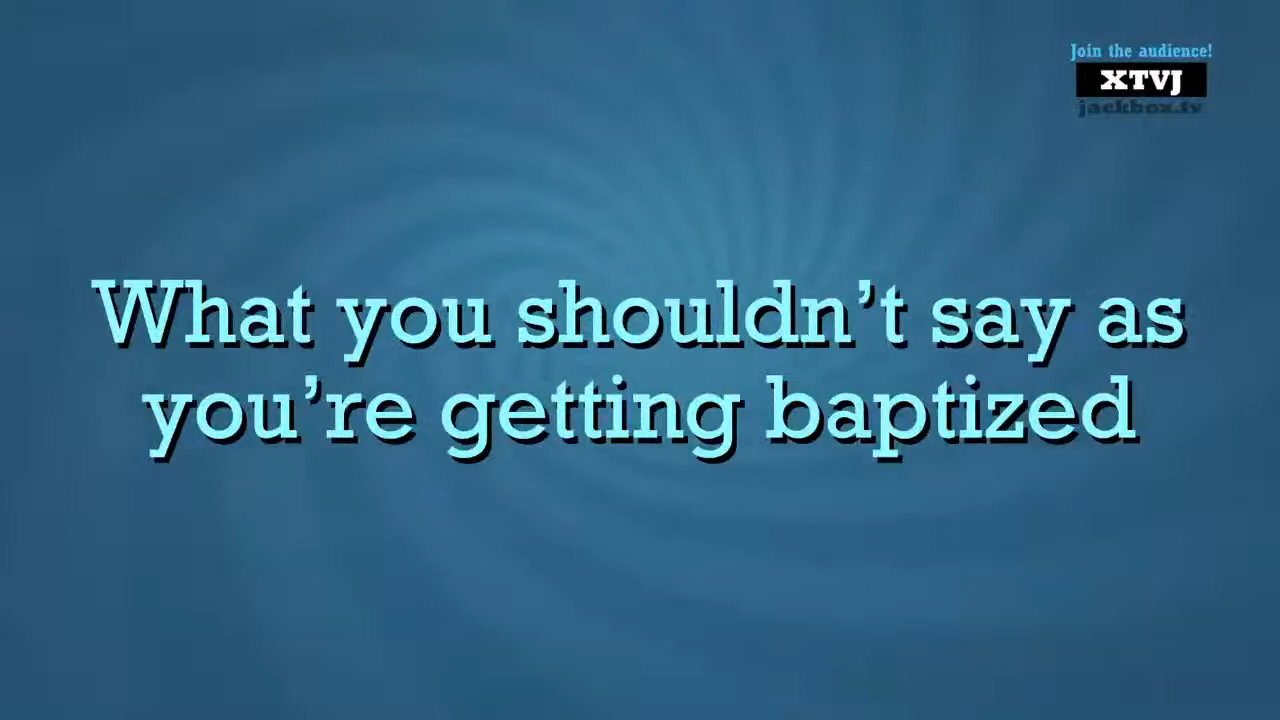 Join the audience!
XTVJ
jackbox.tv
What you shouldn't say as
you're getting baptized